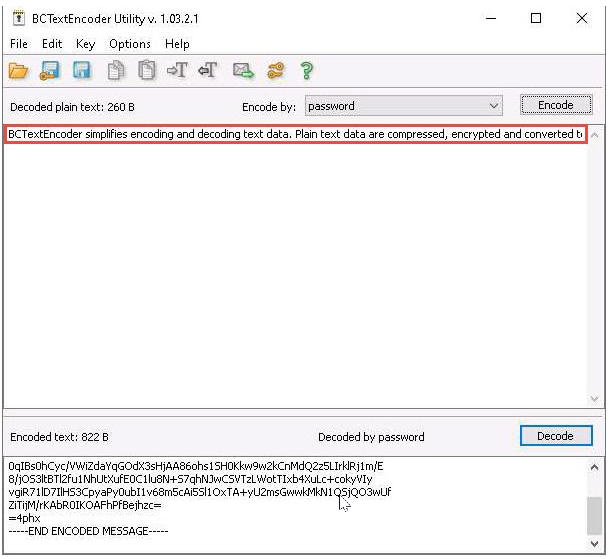 BCTextEncoder Utility v. 1.03.2.1
File Edit Key Options Help
Decoded plain text: 260 B Encode by: password Encode
BCTextEncoder simplifies encoding and decoding text data. Plain text data are compressed, encrypted and converted t
Encoded text: 822 B Decoded by password Decode
0qIBs0hCyc/VWiZdaYqGOdX3sHjAA86ohs1SH0Kkw9w2kCnMdQ2z5LIrklRj1m/E
8/jOS3ltBTl2fu1NhUtXufE0C1lu8N+S7qhNJwCSVTzLWotTIxb4XuLc+cokyVIy
vgiR71lD7IlHS3CpyaPy0ubI1v68m5cAi5Sl1OxTA+yU2msGwwkMkN1QSjQO3wUf
ZiTijM/rKAbR0IKOAFhPfBejhzc=
=4phx
-----END ENCODED MESSAGE-----